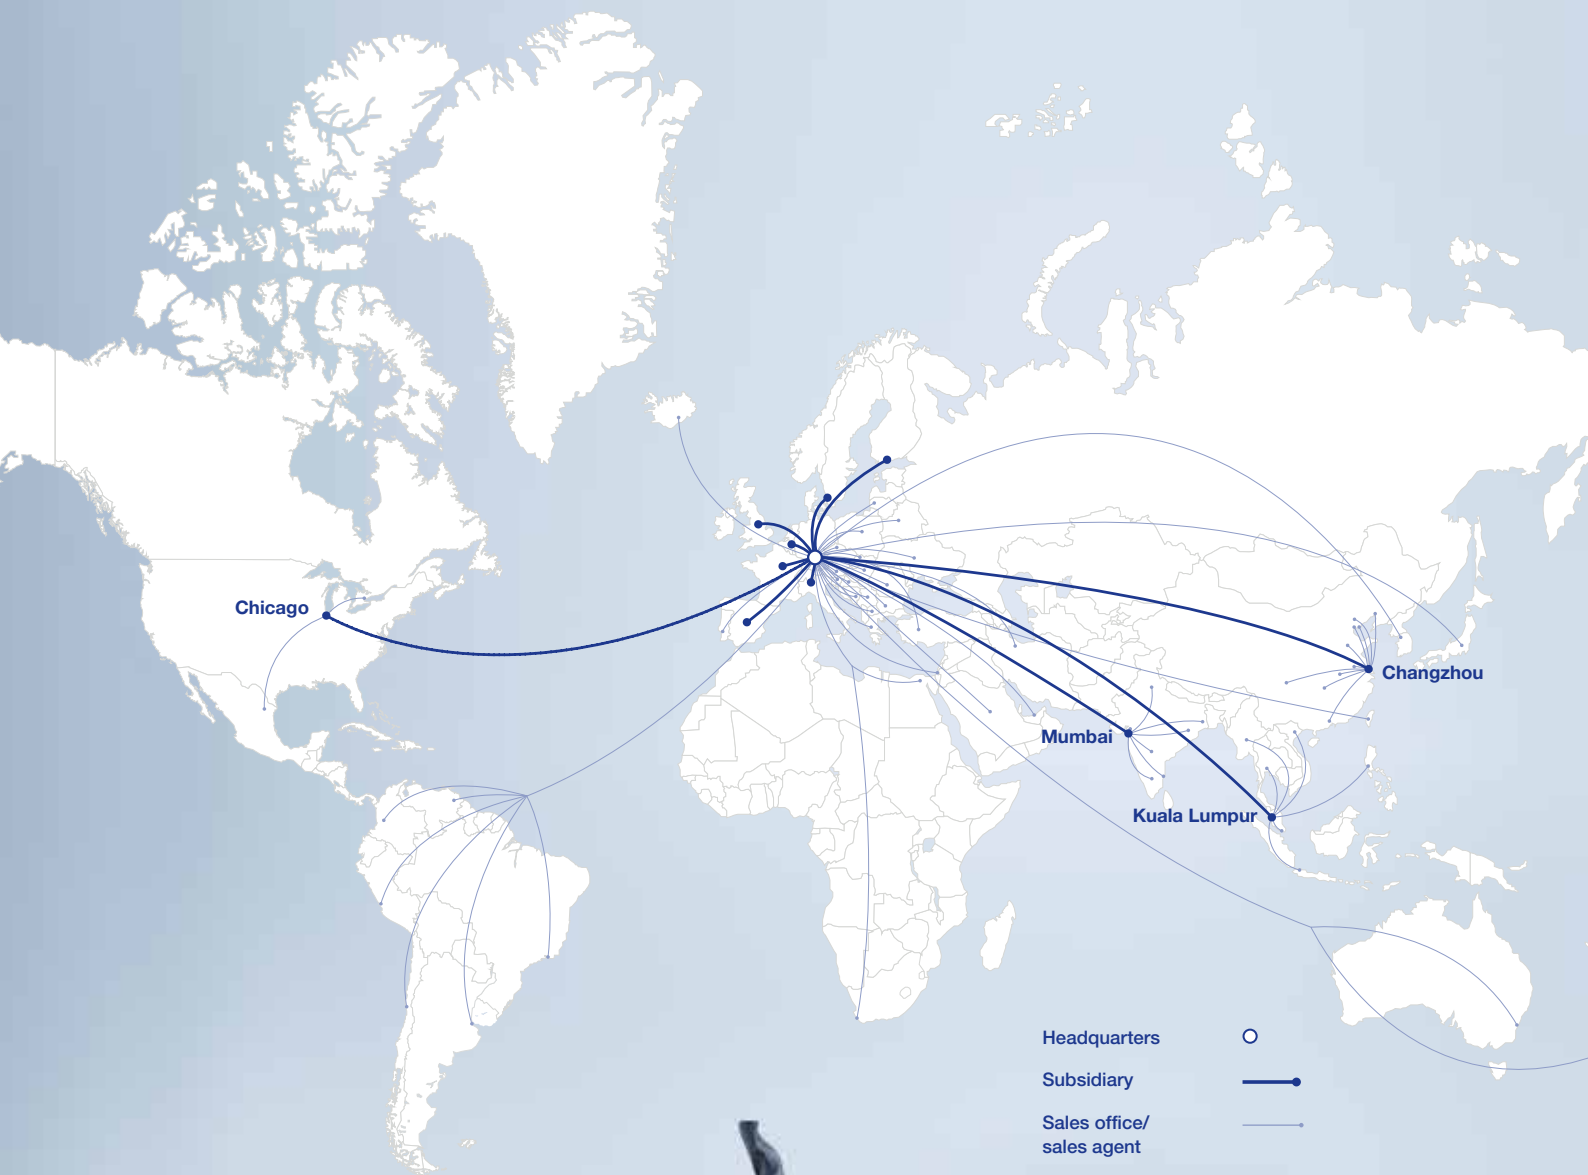 Chicago
Changzhou
Mumbai
Kuala Lumpur
Headquarters
Subsidiary
Sales office/
sales agent